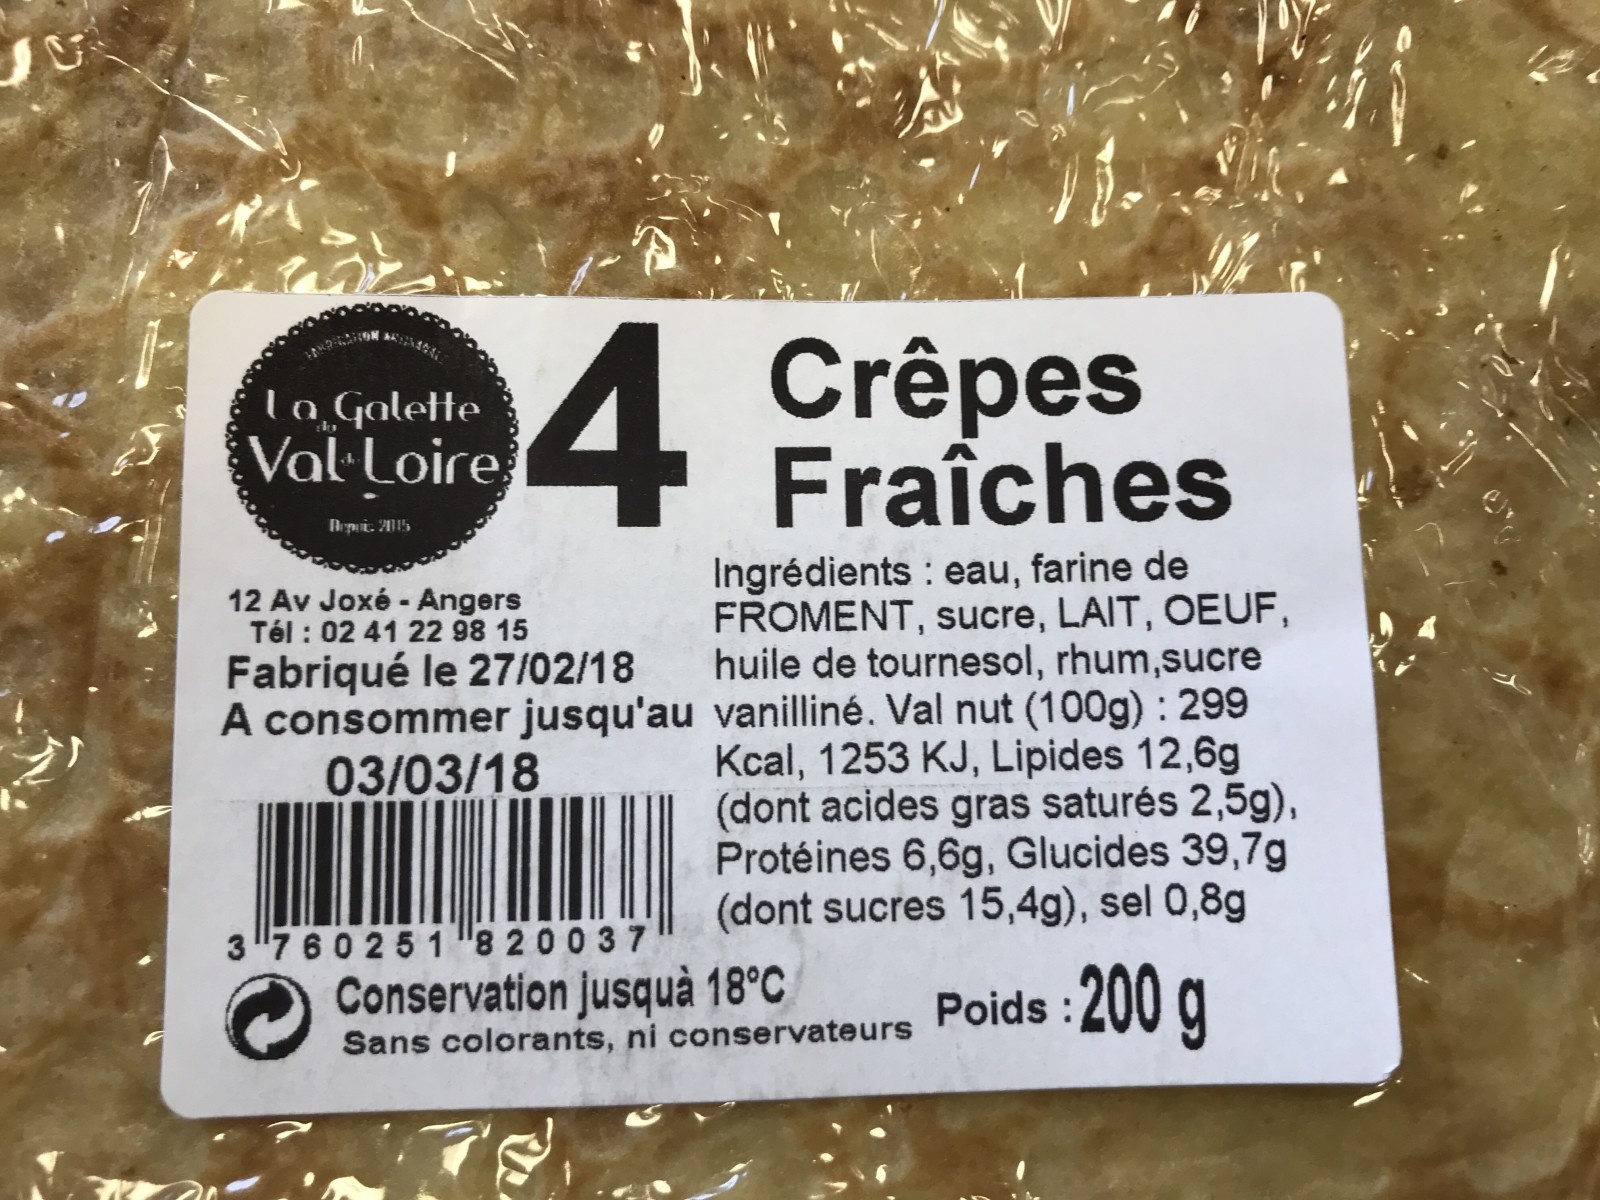 FABRICATION ARTISANALE
La Galette
du
Val de Loire
Depuis 2015
4 Crêpes
Fraîches
12 Av Joxé - Angers
Tél : 02 41 22 98 15
Fabriqué le 27/02/18
A consommer jusqu'au
03/03/18
Ingrédients : eau, farine de
FROMENT, sucre, LAIT, OEUF,
huile de tournesol, rhum,sucre
vanilliné. Val nut (100g) : 299
Kcal, 1253 KJ, Lipides 12,6g
(dont acides gras saturés 2,5g),
Protéines 6,6g, Glucides 39,7g
(dont sucres 15,4g), sel 0,8g
3 760251 820037
Conservation jusquà 18°C
Sans colorants, ni conservateurs
Poids : 200 g